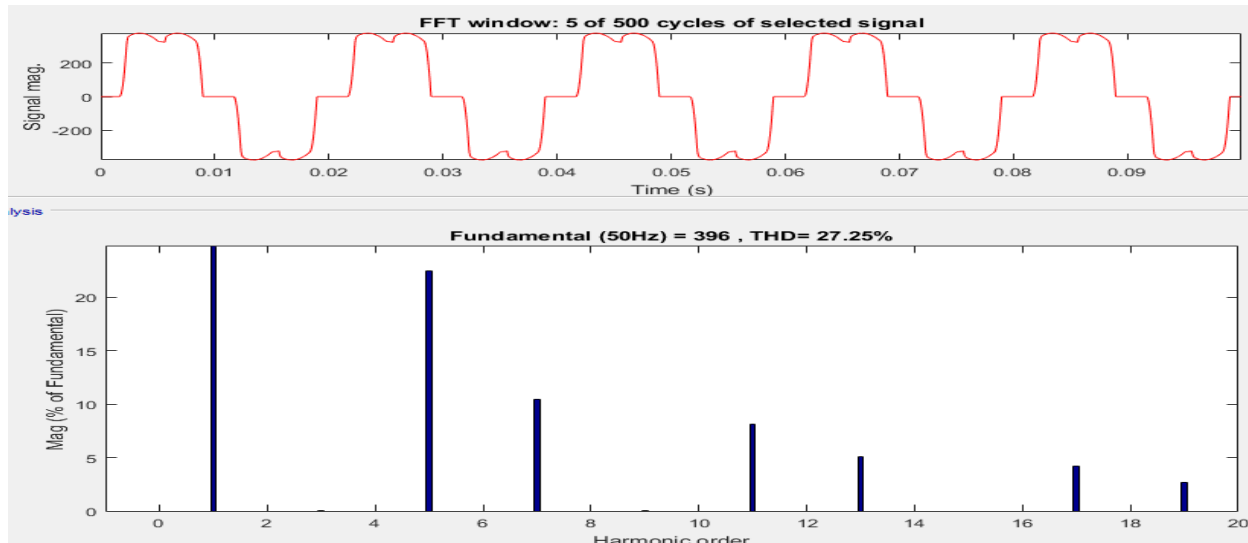 FFT window: 5 of 500 cycles of selected signal
200
0
-200
Signal mag.
0 0.01 0.02 0.03 0.04 0.05 0.06 0.07 0.08 0.09
Time (s)
lysis
Fundamental (50Hz) = 396 , THD= 27.25%
20
15
10
5
0
Mag (% of Fundamental)
0 2 4 6 8 10 12 14 16 18 20
Harmonic order